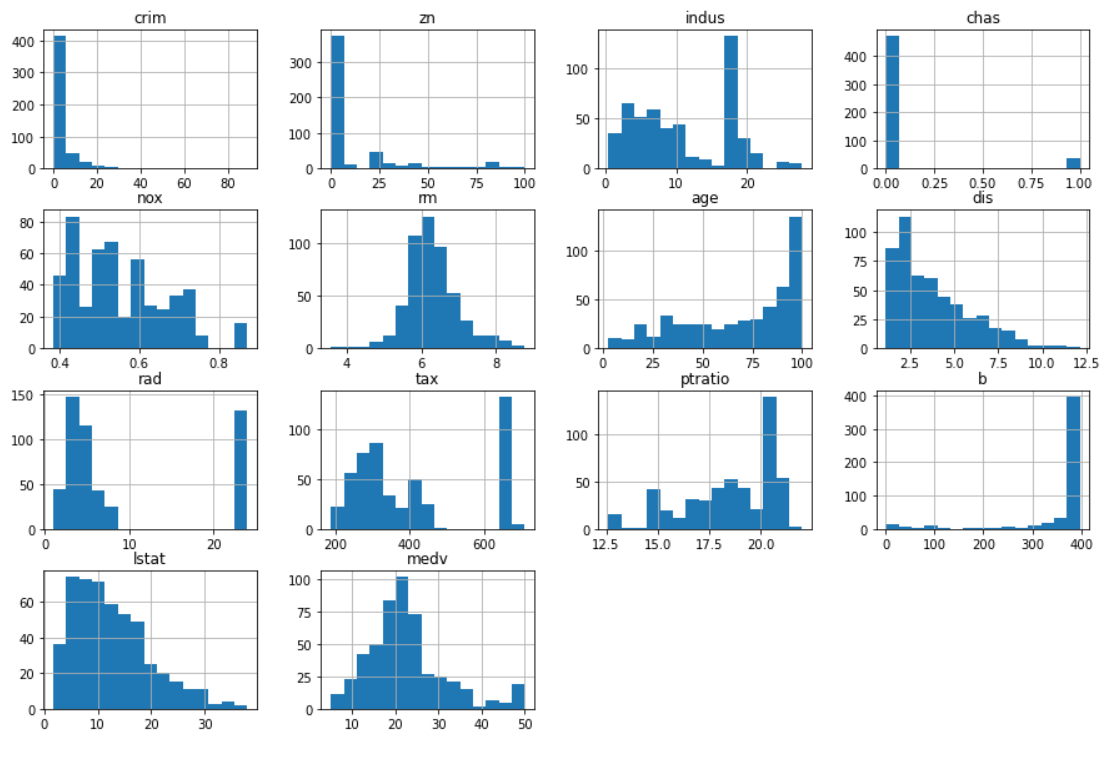 crim zn indus chas
400 300 200 100 0
0 20 40 60 80
300 200 100 0
0 25 50 75 100
100 50 0
0 10 20
400 300 200 100 0
0.00 0.25 0.50 0.75 1.00
nox rm age dis
80 60 40 20 0
0.4 0.6 0.8
100 50 0
4 6 8
100 50 0
0 25 50 75 100
100 75 50 25 0
2.5 5.0 7.5 10.0 12.5
rad tax ptratio b
150 100 50 0
0 10 20
100 50 0
200 400 600
100 50 0
12.5 15.0 17.5 20.0
400 300 200 100 0
0 100 200 300 400
lstat medv
60 40 20 0
0 10 20 30
100 75 50 25 0
10 20 30 40 50